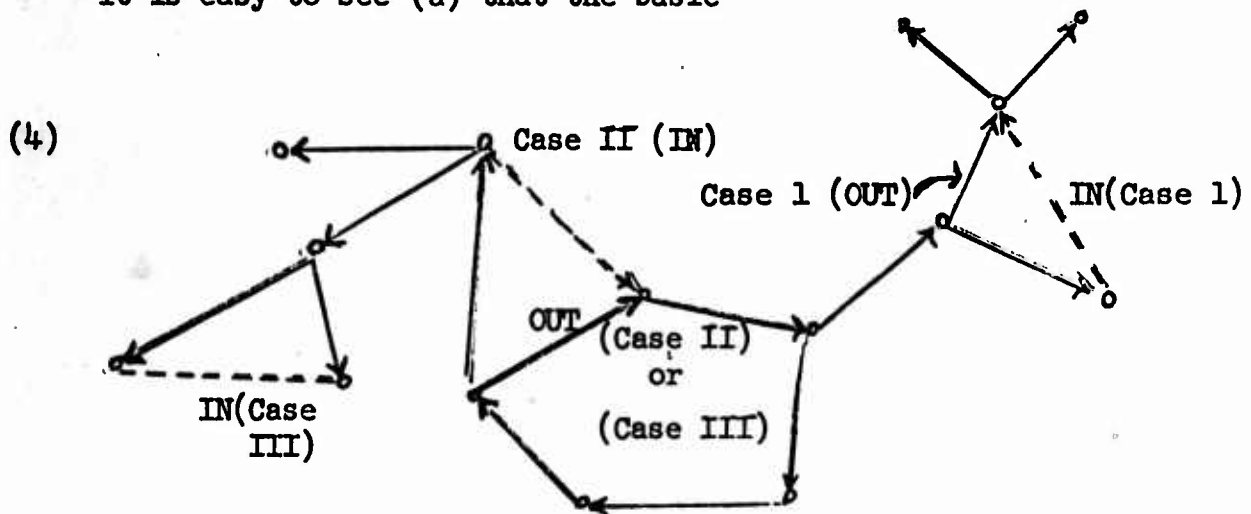 It is easy to see (a) that the basic
(4)
Case II (IN)
Case 1 (OUT)
IN(Case 1)
OUT
(Case II)
or
(Case III)
IN(Case
III)